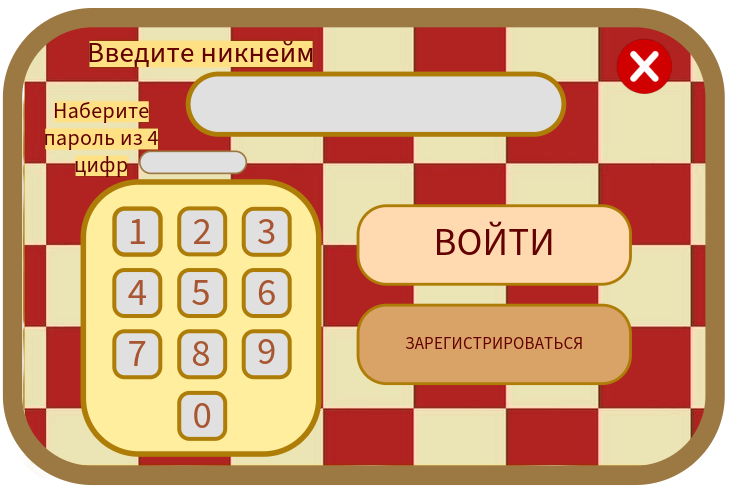 Введите никнейм
Наберите
пароль из 4
цифр
1 2 3
4 5 6
7 8 9
0
ВОЙТИ
ЗАРЕГИСТРИРОВАТЬСЯ